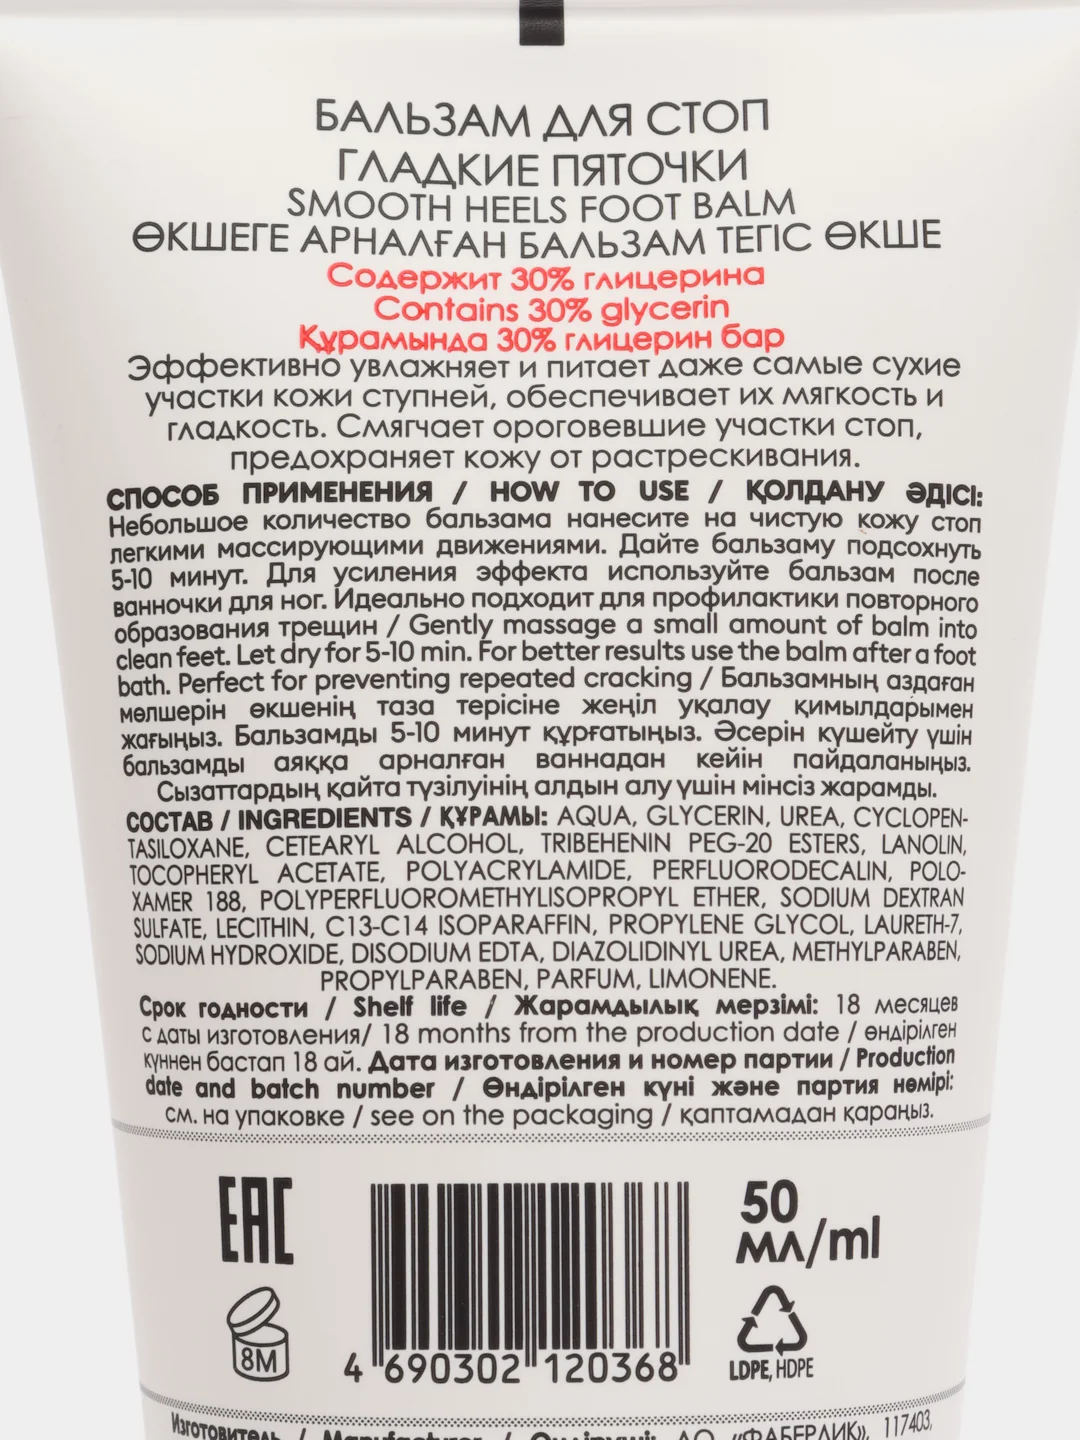 БАЛЬЗАМ ДЛЯ СТОП
ГЛАДКИЕ ПЯТОЧКИ
SMOOTH HEELS FOOT BALM
ӨКШЕГЕ АРНАЛҒАН БАЛЬЗАМ ТЕГІС ӨКШЕ
Содержит 30% глицерина
Contains 30% glycerin
Құрамында 30% глицерин бар
Эффективно увлажняет и питает даже самые сухие
участки кожи ступней, обеспечивает их мягкость и
гладкость. Смягчает ороговевшие участки стоп,
предохраняет кожу от растрескивания.
СПОСОБ ПРИМЕНЕНИЯ / HOW TO USE / ҚОЛДАНУ ӘДІСІ:
Небольшое количество бальзама нанесите на чистую кожу стоп
легкими массирующими движениями. Дайте бальзаму подсохнуть
5-10 минут. Для усиления эффекта используйте бальзам после
ванночки для ног. Идеально подходит для профилактики повторного
образования трещин / Gently massage a small amount of balm into
clean feet. Let dry for 5-10 min. For better results use the balm after a foot
bath. Perfect for preventing repeated cracking / Бальзамның аздаған
мөлшерін өкшенің таза терісіне жеңіл уқалау қимылдарымен
жағыңыз. Бальзамды 5-10 минут құрғатыңыз. Әсерін күшейту үшін
бальзамды аяққа арналған ваннадан кейін пайдаланыңыз.
Сызаттардың қайта түзілуінің алдын алу үшін мінсіз жарамды.
СОСТАВ / INGREDIENTS / ҚҰРАМЫ: AQUA, GLYCERIN, UREA, CYCLOPEN-
TASILOXANE, CETEARYL ALCOHOL, TRIBEHENIN PEG-20 ESTERS, LANOLIN,
TOCOPHERYL ACETATE, POLYACRYLAMIDE, PERFLUORODECALIN, POLO-
XAMER 188, POLYPERFLUOROMETHYLISOPROPYL ETHER, SODIUM DEXTRAN
SULFATE, LECITHIN, C13-C14 ISOPARAFFIN, PROPYLENE GLYCOL, LAURETH-7,
SODIUM HYDROXIDE, DISODIUM EDTA, DIAZOLIDINYL UREA, METHYLPARABEN,
PROPYLPARABEN, PARFUM, LIMONENE.
Срок годности / Shelf life / Жарамдылық мерзімі: 18 месяцев
с даты изготовления/ 18 months from the production date / өндірілген
күннен бастап 18 ай. Дата изготовления и номер партии / Production
date and batch number / Өндірілген күні және партия нөмірі:
см. на упаковке / see on the packaging / қаптамадан қараңыз.
EAC
50
мл/ml
8M
4 690302 120368
LDPE, HDPE
Изготовитель / Manufacturer / Өндіруші: АО «ФАБЕРЛИК», 117403,